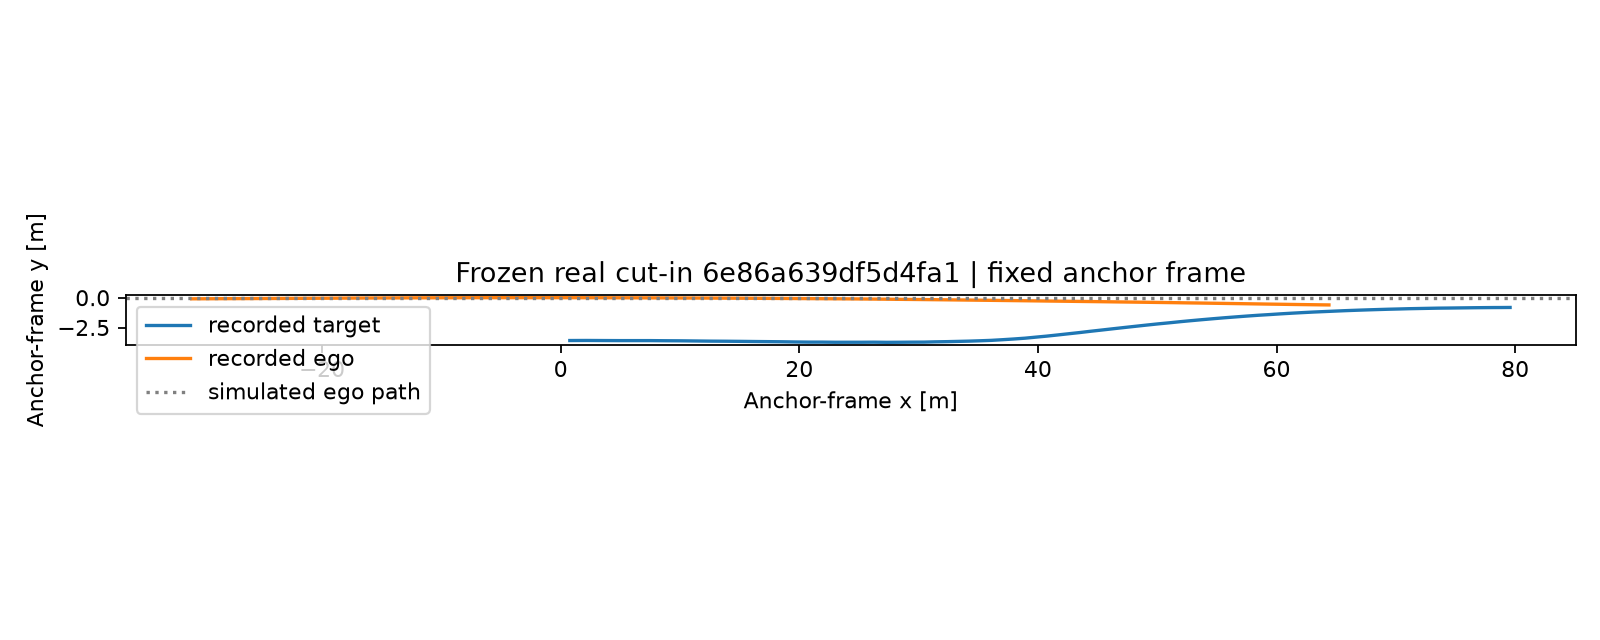 Frozen real cut-in 6e86a639df5d4fa1 | fixed anchor frame
Anchor-frame y [m]
0.0
−2.5
recorded target
recorded ego
simulated ego path
−20
0
20
40
60
80
Anchor-frame x [m]